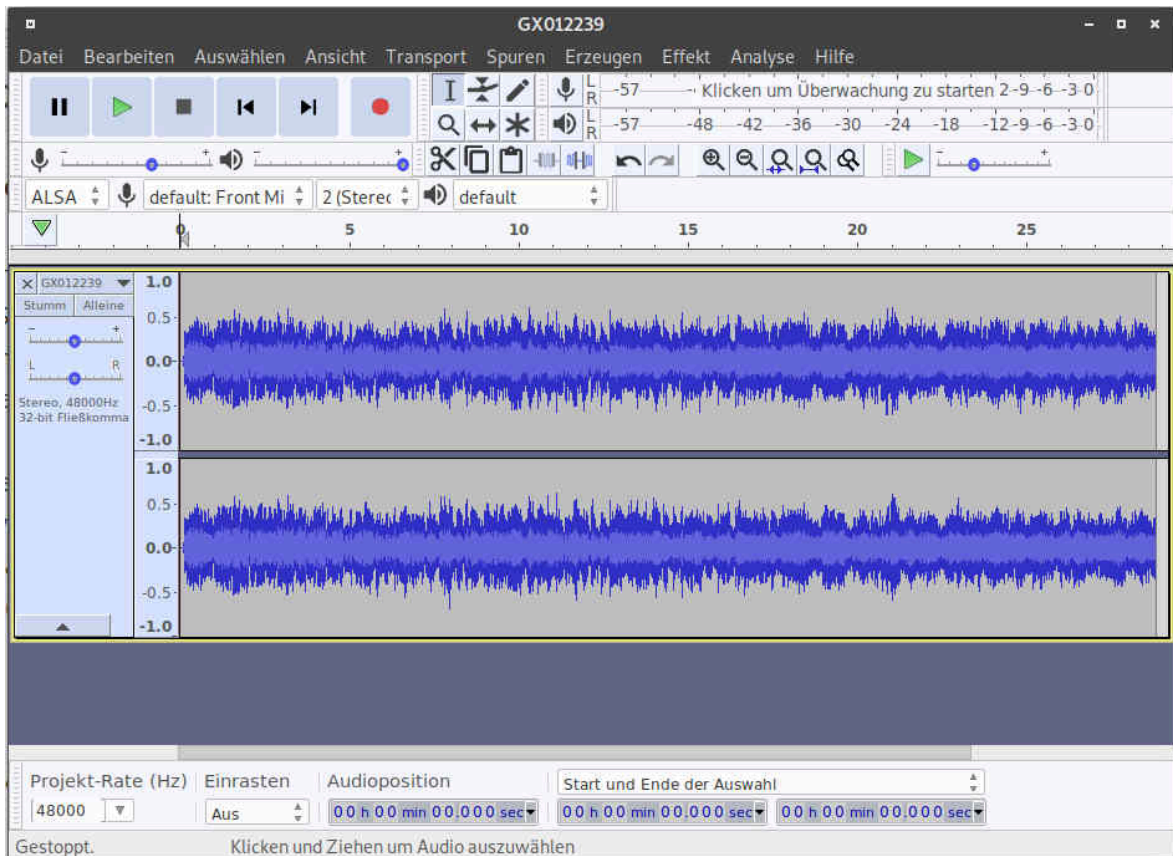 GX012239
Datei Bearbeiten Auswählen Ansicht Transport Spuren Erzeugen Effekt Analyse Hilfe
L
R
-57 Klicken um Überwachung zu starten 2 -9 -6 -3 0
L
R
-57 -48 -42 -36 -30 -24 -18 -12 -9 -6 -3 0
- + - +
- +
ALSA default: Front Mi 2 (Sterec default
0 5 10 15 20 25
GX012239
Stumm Alleine
- +
L R
Stereo, 48000Hz
32-bit Fließkomma
1.0
0.5
0.0
-0.5
-1.0
1.0
0.5
0.0
-0.5
-1.0
Projekt-Rate (Hz) Einrasten Audioposition Start und Ende der Auswahl
48000 Aus 00 h 00 min 00.000 sec 00 h 00 min 00.000 sec 00 h 00 min 00.000 sec
Gestoppt. Klicken und Ziehen um Audio auszuwählen